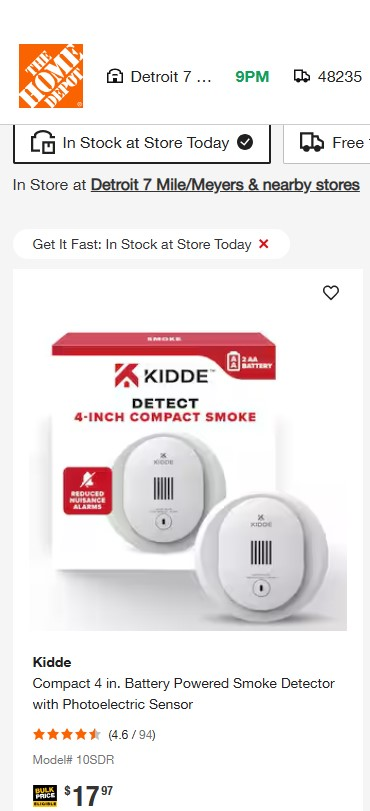 THE
HOME
DEPOT
Detroit 7 ...
9PM
48235
In Stock at Store Today
Free
In Store at Detroit 7 Mile/Meyers & nearby stores
Get It Fast: In Stock at Store Today
SMOKE
2 AA
BATTERY
KIDDE™
DETECT
4-INCH COMPACT SMOKE
KIDDE
REDUCED
NUISANCE
ALARMS
KIDDE
Kidde
Compact 4 in. Battery Powered Smoke Detector
with Photoelectric Sensor
(4.6 / 94)
Model# 10SDR
BULK
PRICE
ELIGIBLE
$17 97